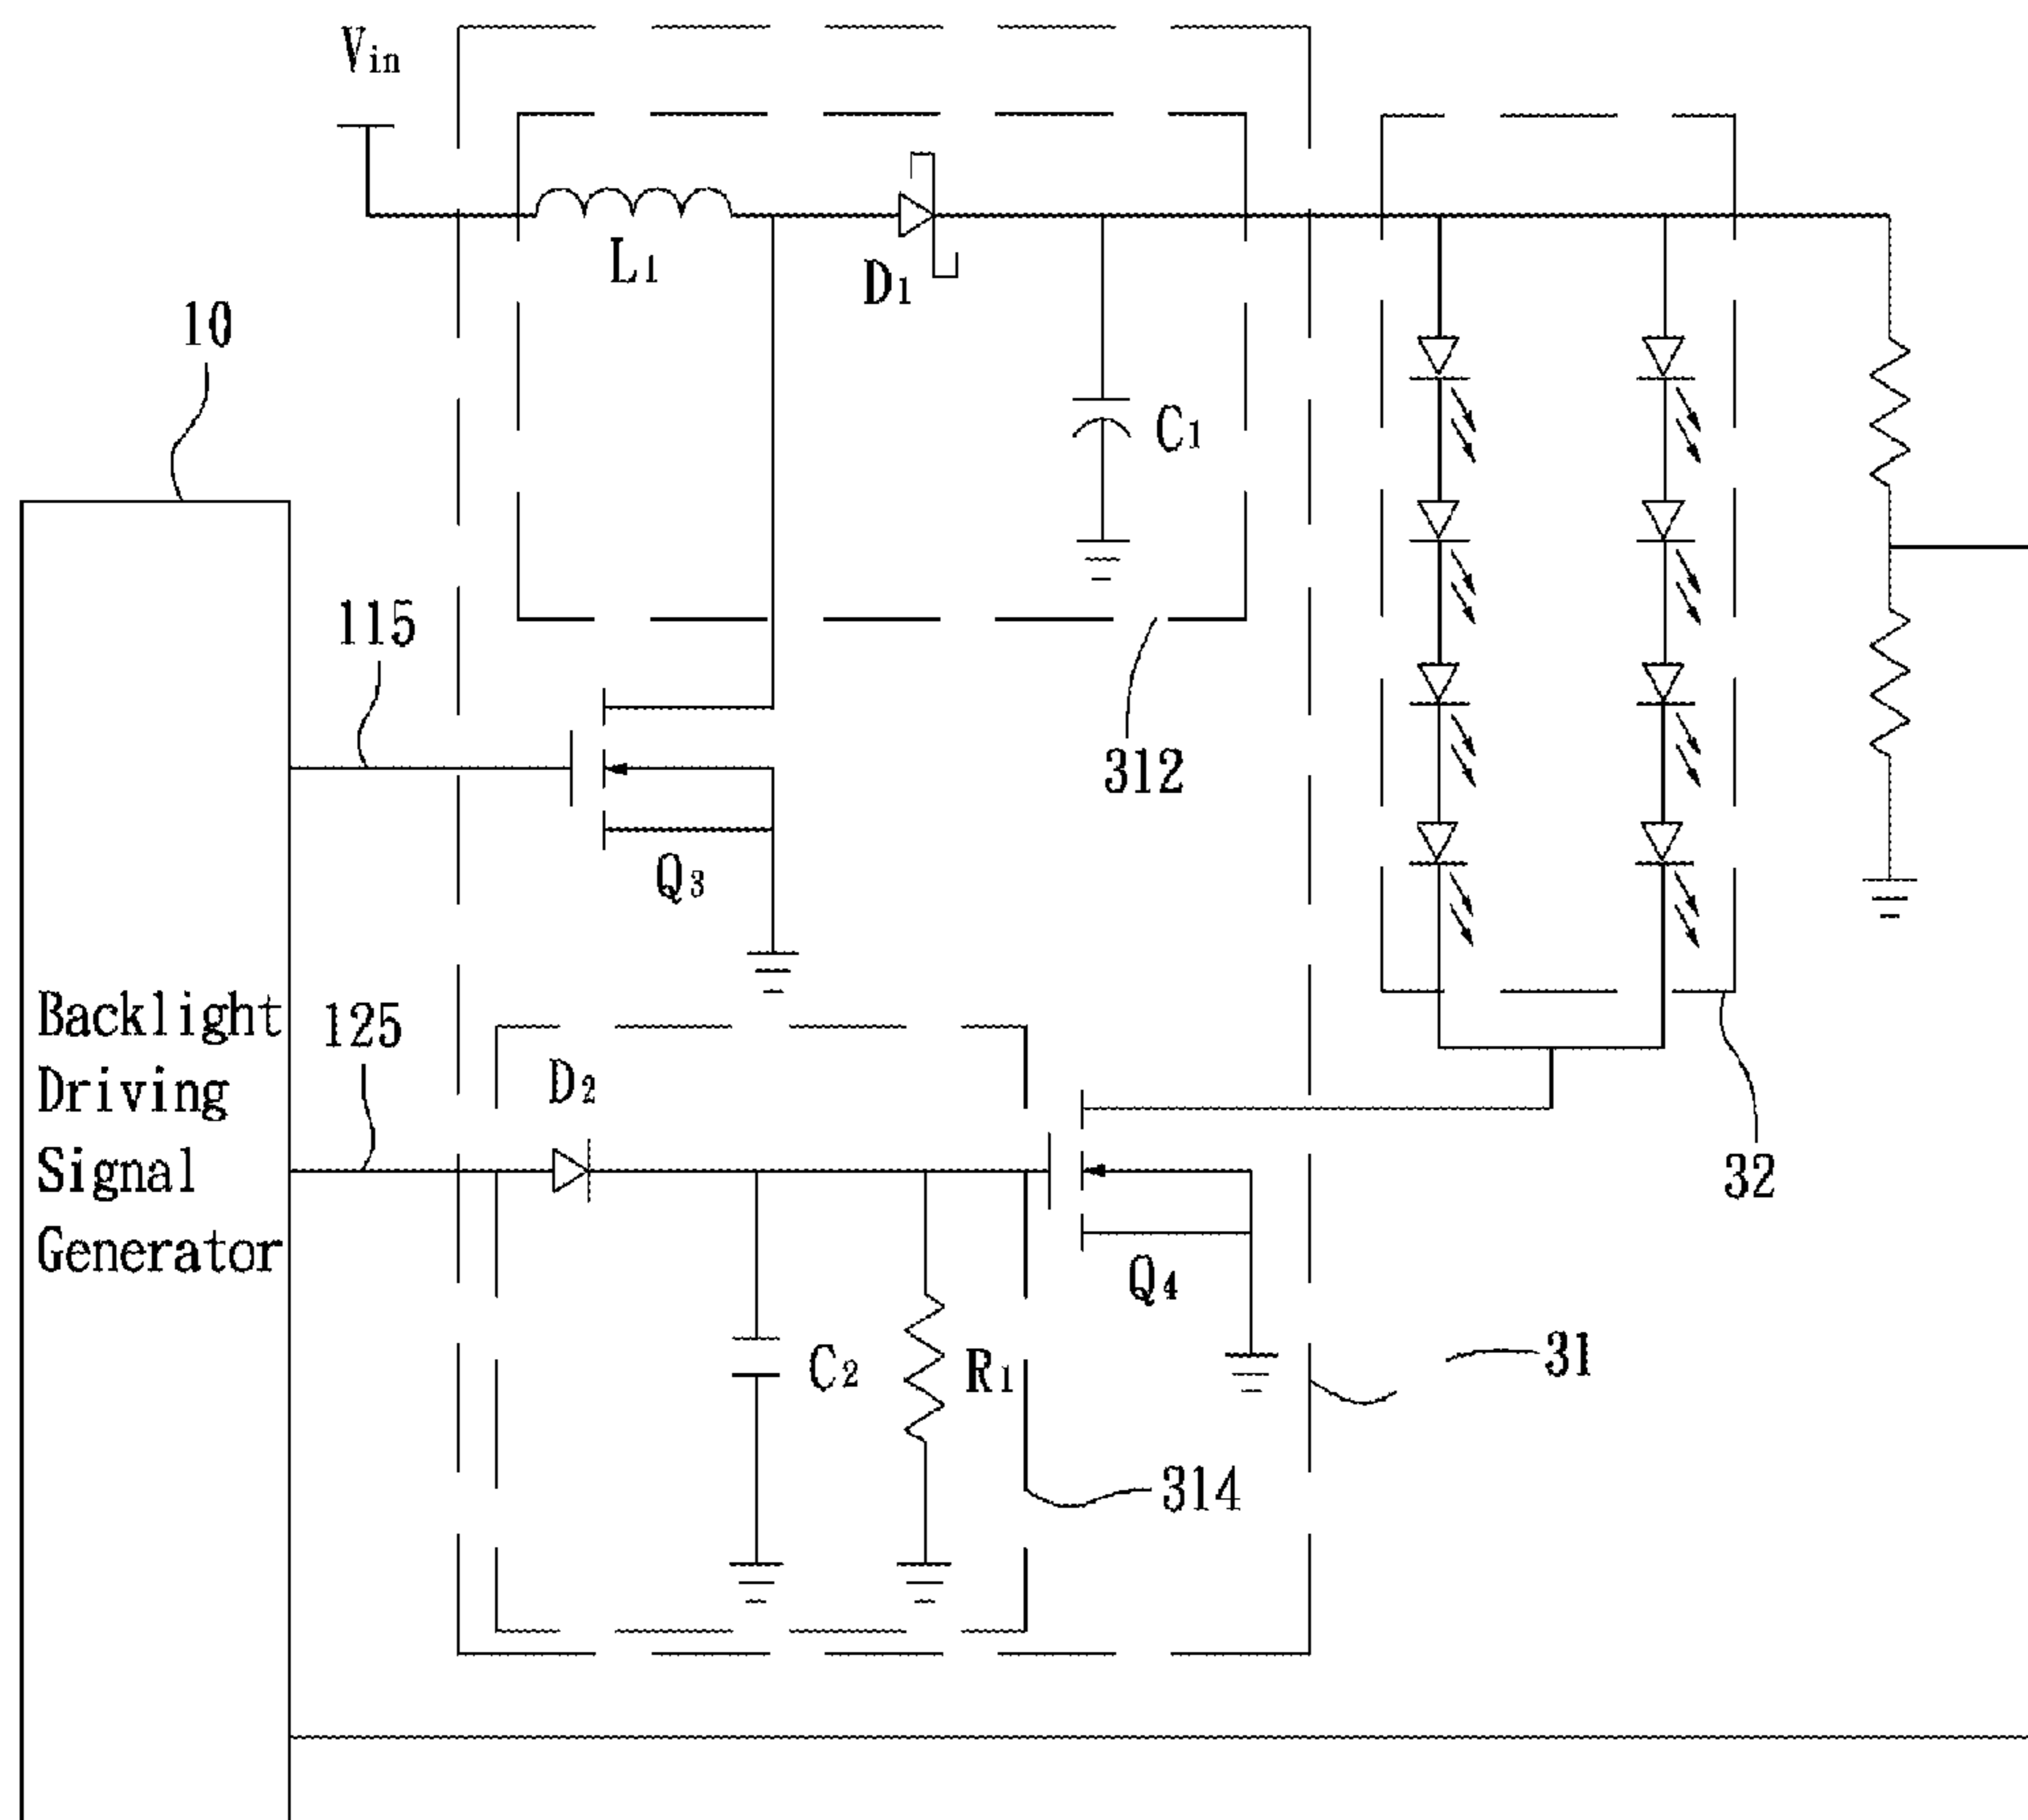 Vin
L1
D1
10
C1
115
312
Q3
Backlight
Driving
Signal
Generator
125
D2
32
Q4
C2
R1
31
314